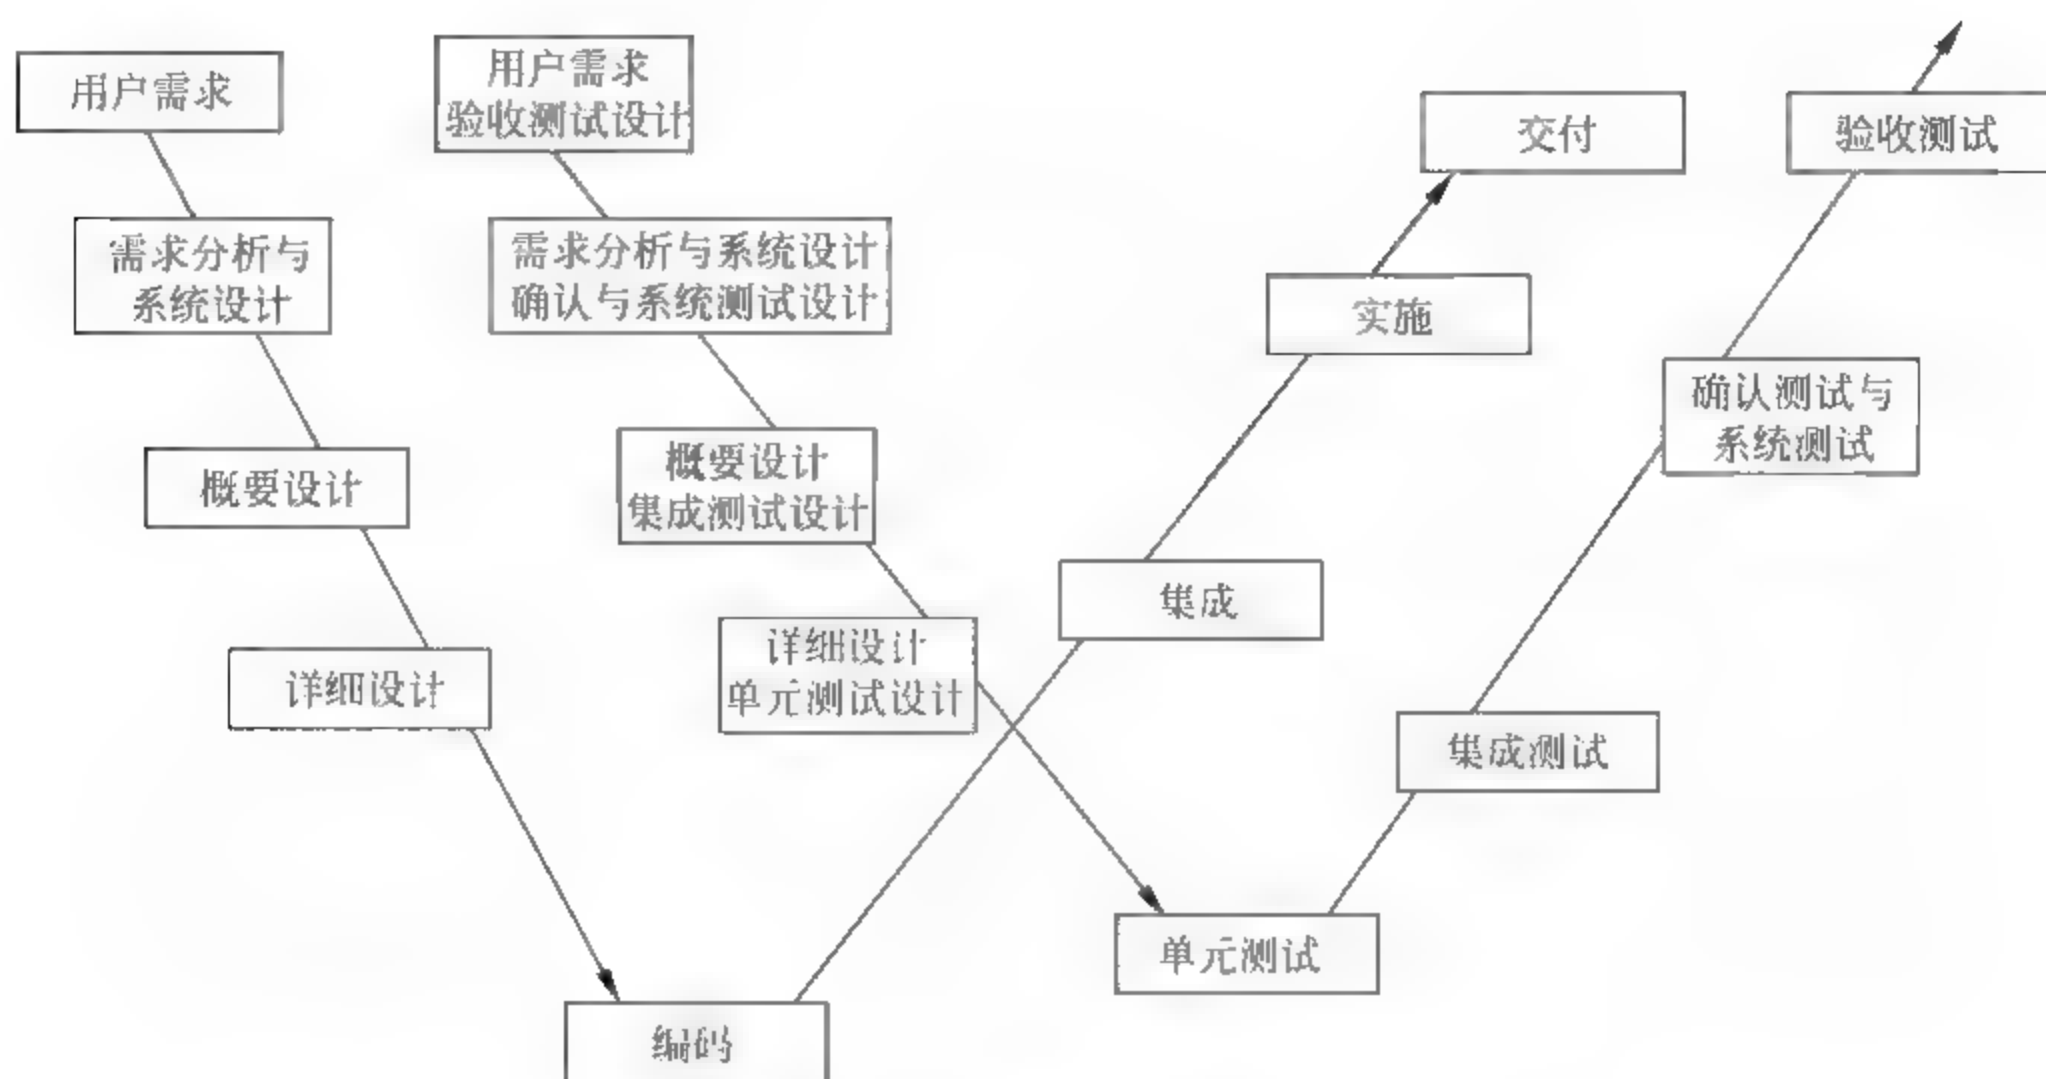 用户需求
用户需求
验收测试设计
交付
验收测试
需求分析与
系统设计
需求分析与系统设计
确认与系统测试设计
实施
确认测试与
系统测试
概要设计
概要设计
集成测试设计
集成
详细设计
详细设计
单元测试设计
集成测试
单元测试
编码